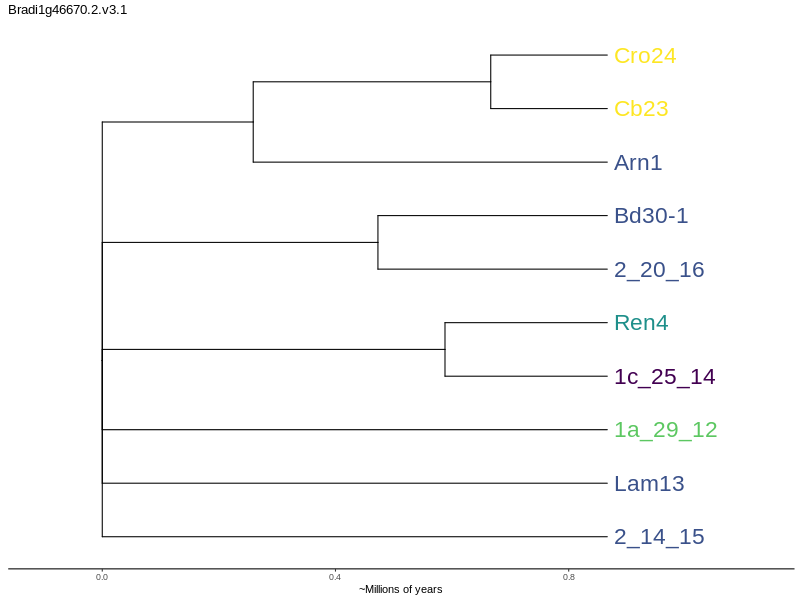 Bradi1g46670.2.v3.1
Cro24
Cb23
Arn1
Bd30-1
2_20_16
Ren4
1c_25_14
1a_29_12
Lam13
2_14_15
0.0 0.4 0.8
~Millions of years